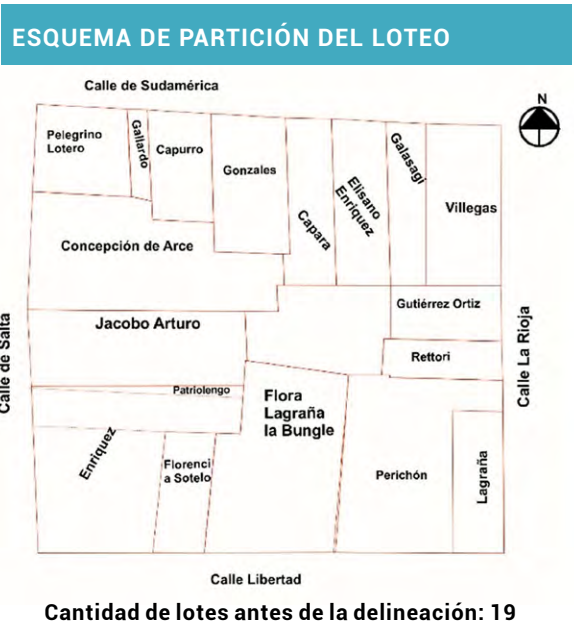 ESQUEMA DE PARTICIÓN DEL LOTEO
Calle de Sudamérica
N
Pelegrino
Lotero
Gallardo
Capurro
Gonzales
Capara
Elisano
Enriquez
Galasagi
Villegas
Concepción de Arce
Gutiérrez Ortiz
Jacobo Arturo
Rettori
Calle de Salta
Calle La Rioja
Patriolengo
Flora
Lagraña
la Bungle
Enriquez
Florenci
a Sotelo
Perichón
Lagraña
Calle Libertad
Cantidad de lotes antes de la delineación: 19